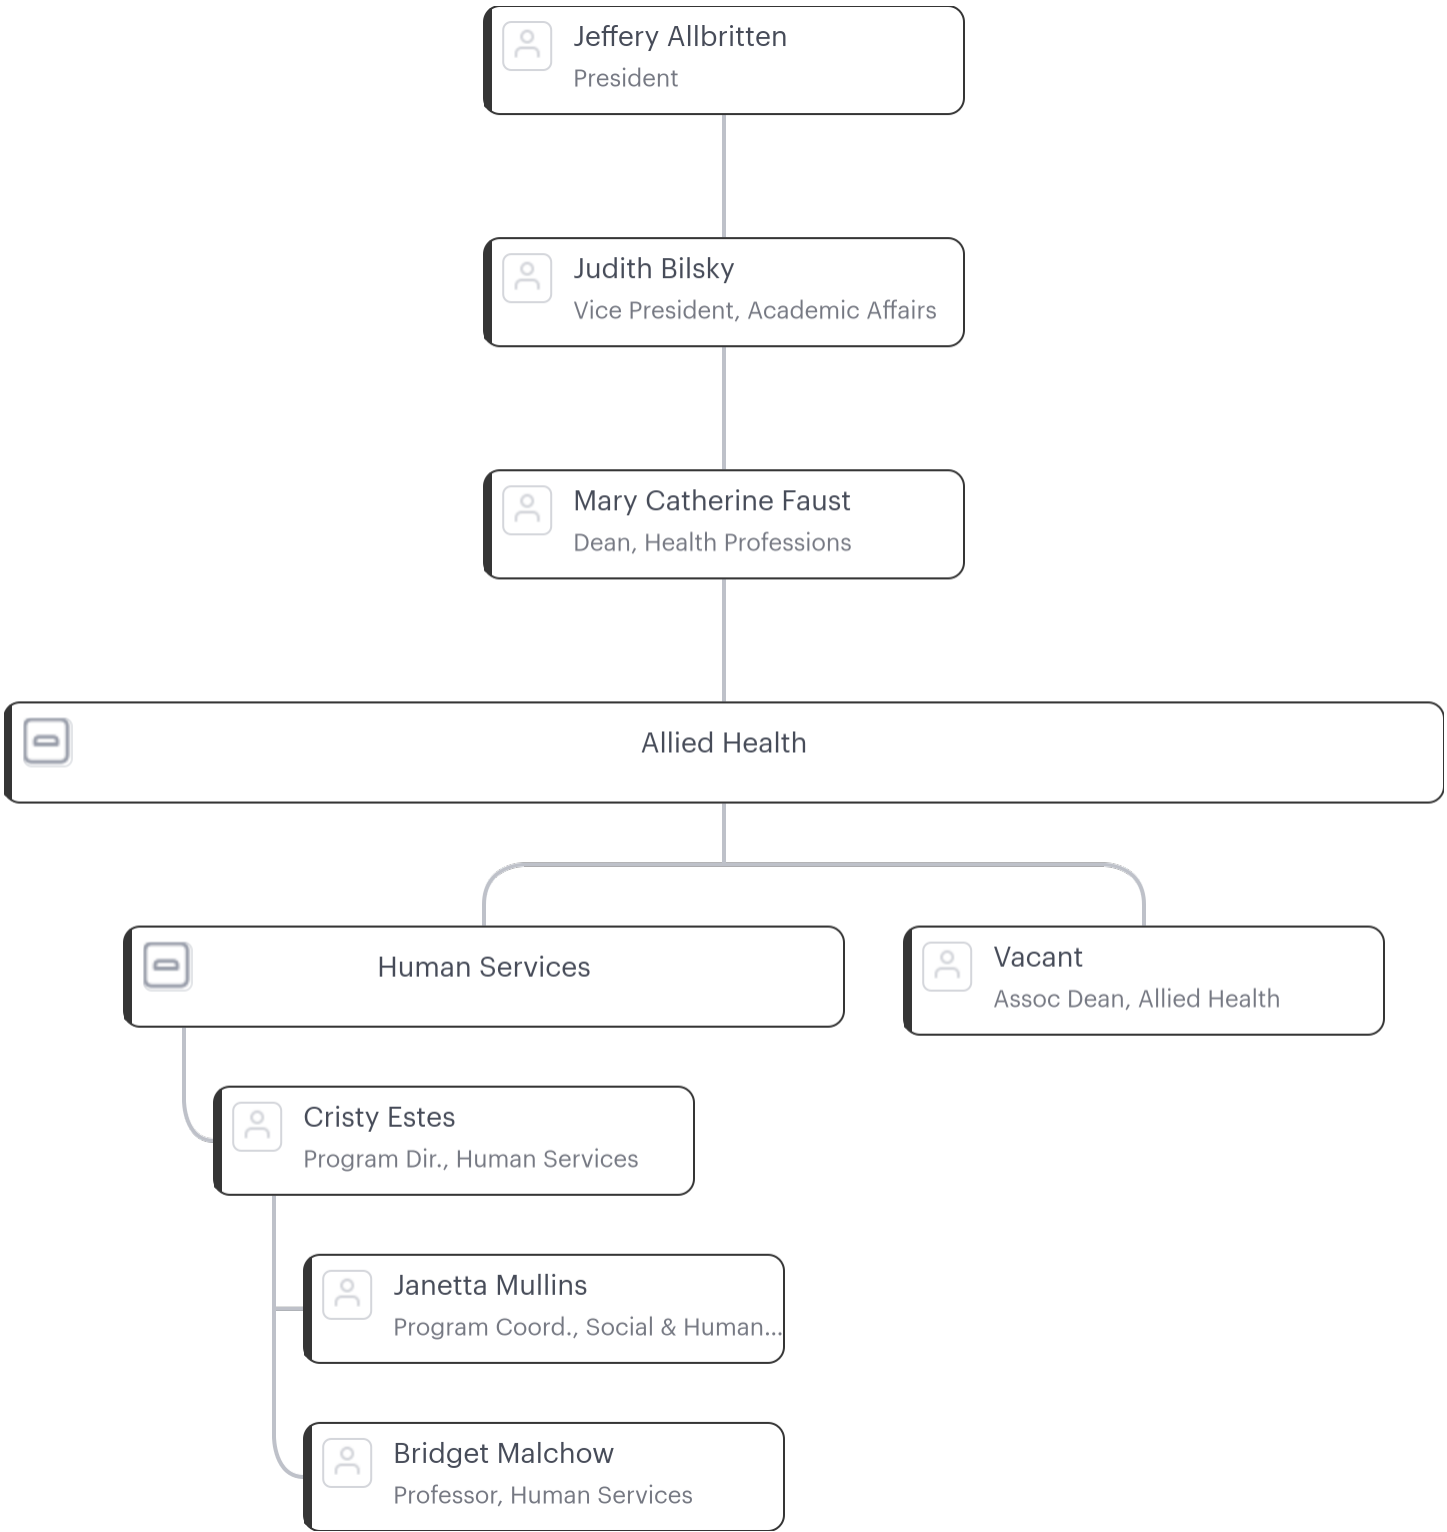 Jeffery Allbritten
President
Judith Bilsky
Vice President, Academic Affairs
Mary Catherine Faust
Dean, Health Professions
Allied Health
Human Services
Vacant
Assoc Dean, Allied Health
Cristy Estes
Program Dir., Human Services
Janetta Mullins
Program Coord., Social & Human...
Bridget Malchow
Professor, Human Services